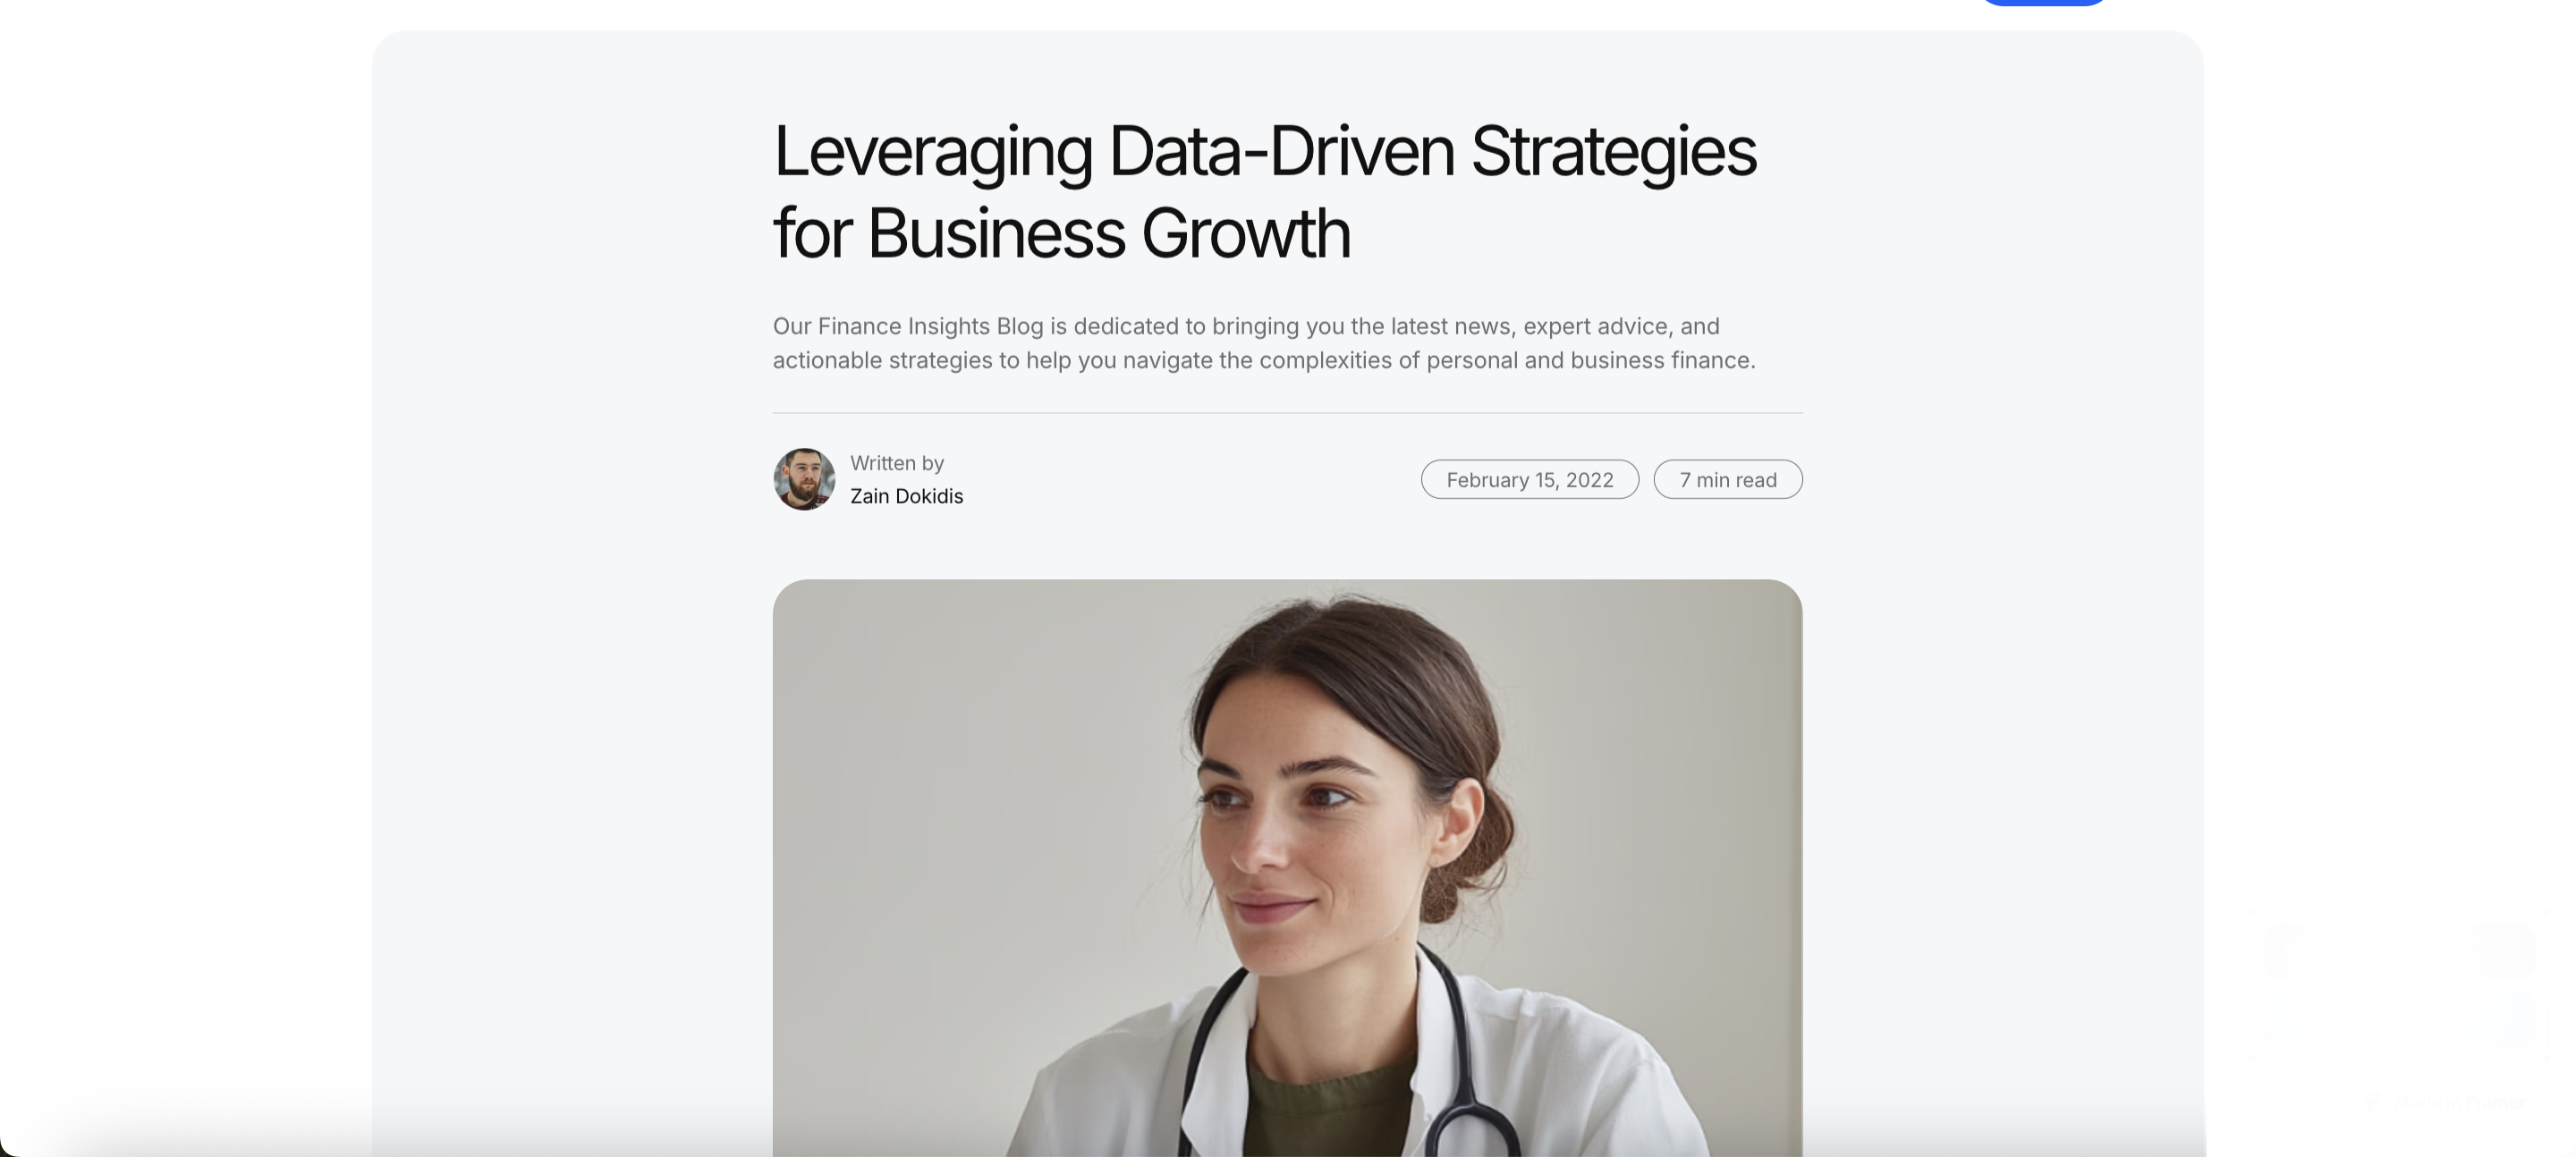 Leveraging Data-Driven Strategies
for Business Growth
Our Finance Insights Blog is dedicated to bringing you the latest news, expert advice, and
actionable strategies to help you navigate the complexities of personal and business finance.
Written by
Zain Dokidis
February 15, 2022
7 min read